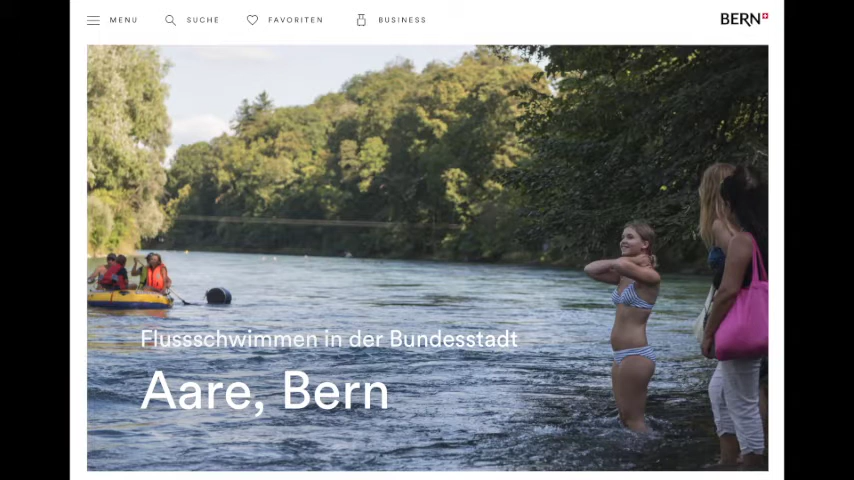 MENU
SUCHE
FAVORITEN
BUSINESS
BERN
Flussschwimmen in der Bundesstadt
Aare, Bern